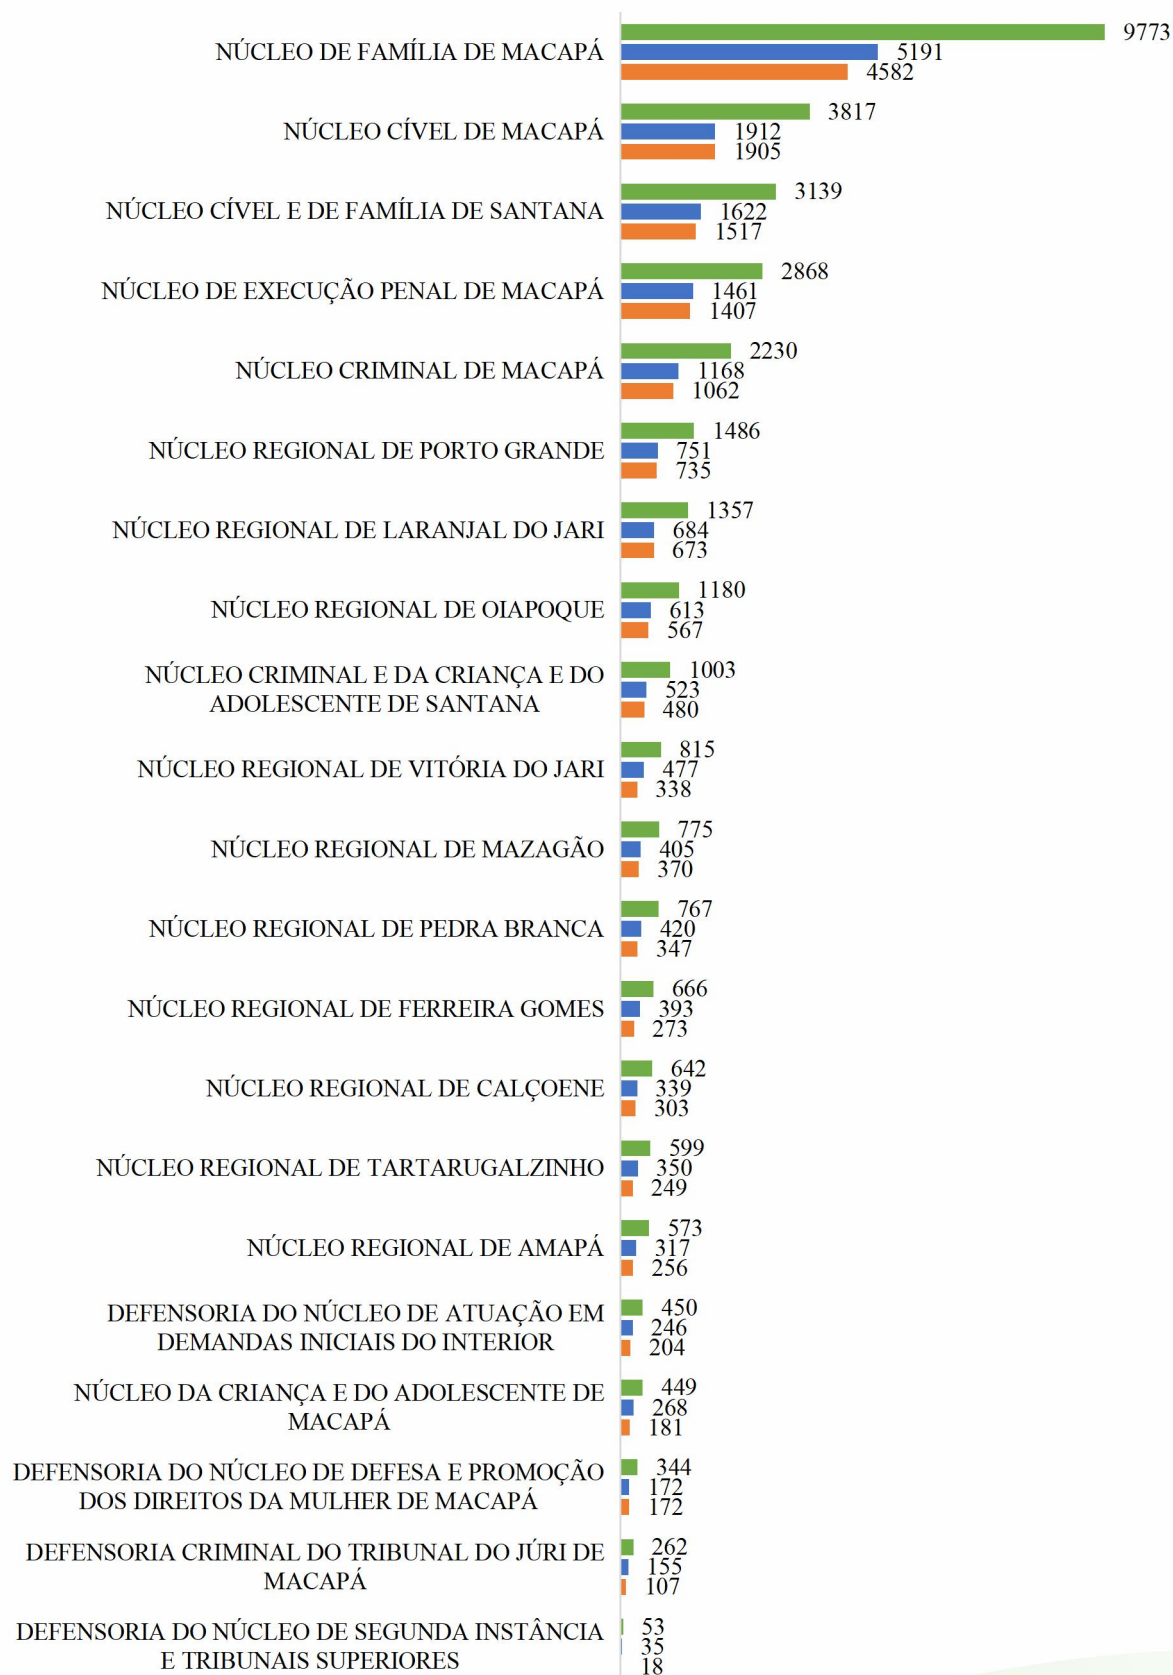 NÚCLEO DE FAMÍLIA DE MACAPÁ
9773
5191
4582
NÚCLEO CÍVEL DE MACAPÁ
3817
1912
1905
NÚCLEO CÍVEL E DE FAMÍLIA DE SANTANA
3139
1622
1517
NÚCLEO DE EXECUÇÃO PENAL DE MACAPÁ
2868
1461
1407
NÚCLEO CRIMINAL DE MACAPÁ
2230
1168
1062
NÚCLEO REGIONAL DE PORTO GRANDE
1486
751
735
NÚCLEO REGIONAL DE LARANJAL DO JARI
1357
684
673
NÚCLEO REGIONAL DE OIAPOQUE
1180
613
567
NÚCLEO CRIMINAL E DA CRIANÇA E DO
ADOLESCENTE DE SANTANA
1003
523
480
NÚCLEO REGIONAL DE VITÓRIA DO JARI
815
477
338
NÚCLEO REGIONAL DE MAZAGÃO
775
405
370
NÚCLEO REGIONAL DE PEDRA BRANCA
767
420
347
NÚCLEO REGIONAL DE FERREIRA GOMES
666
393
273
NÚCLEO REGIONAL DE CALÇOENE
642
339
303
NÚCLEO REGIONAL DE TARTARUGALZINHO
599
350
249
NÚCLEO REGIONAL DE AMAPÁ
573
317
256
DEFENSORIA DO NÚCLEO DE ATUAÇÃO EM
DEMANDAS INICIAIS DO INTERIOR
450
246
204
NÚCLEO DA CRIANÇA E DO ADOLESCENTE DE
MACAPÁ
449
268
181
DEFENSORIA DO NÚCLEO DE DEFESA E PROMOÇÃO
DOS DIREITOS DA MULHER DE MACAPÁ
344
172
172
DEFENSORIA CRIMINAL DO TRIBUNAL DO JÚRI DE
MACAPÁ
262
155
107
DEFENSORIA DO NÚCLEO DE SEGUNDA INSTÂNCIA
E TRIBUNAIS SUPERIORES
53
35
18